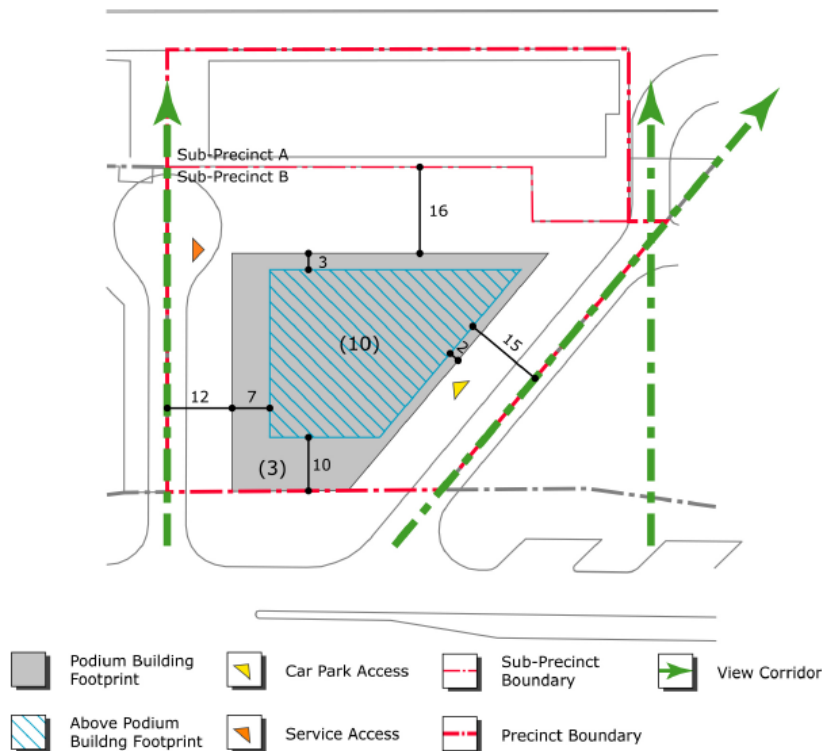 Sub-Precinct A
Sub-Precinct B
16
3
(10)
2
15
12
7
(3)
10
Podium Building
Footprint
Car Park Access
Sub-Precinct
Boundary
View Corridor
Above Podium
Buildng Footprint
Service Access
Precinct Boundary